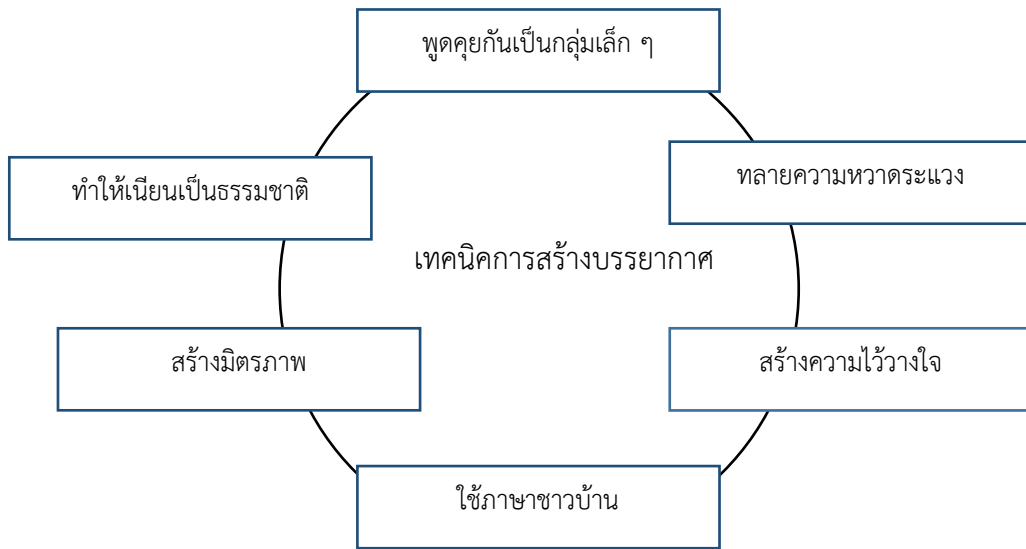 พูดคุยกันเป็นกลุ่มเล็ก ๆ
ทำให้เนียนเป็นธรรมชาติ
ทลายความหวาดระแวง
เทคนิคการสร้างบรรยากาศ
สร้างมิตรภาพ
สร้างความไว้วางใจ
ใช้ภาษาชาวบ้าน